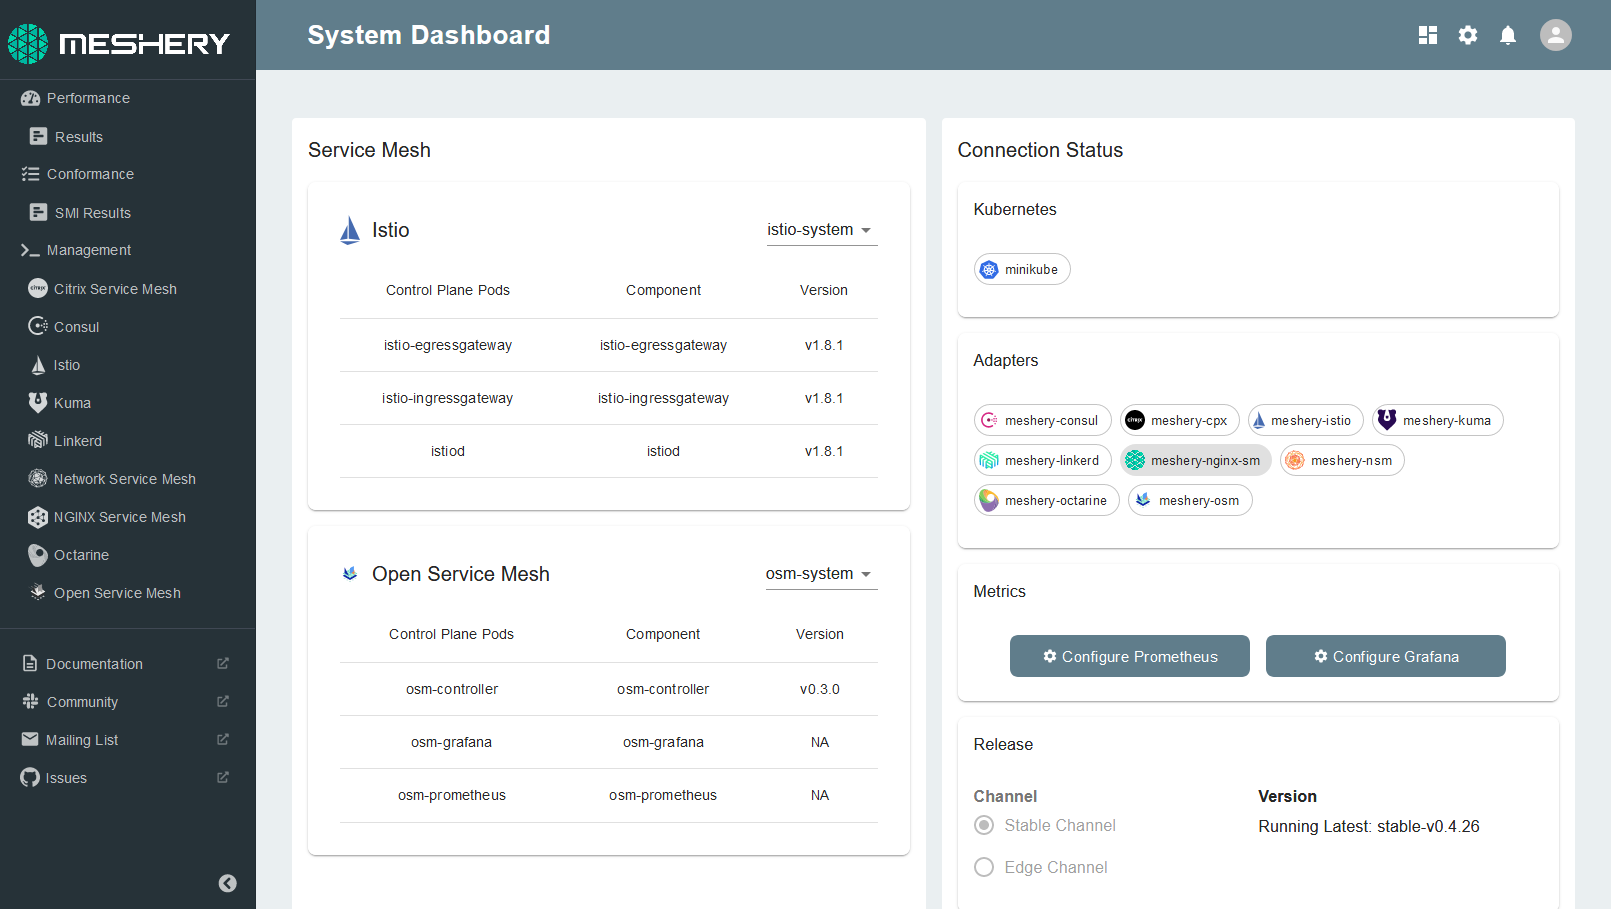 MESHERY
System Dashboard
Performance
Results
Conformance
SMI Results
Management
citrix
Citrix Service Mesh
Consul
Istio
Kuma
Linkerd
Network Service Mesh
NGINX Service Mesh
Octarine
Open Service Mesh
Documentation
Community
Mailing List
Issues
Service Mesh
Istio
istio-system
Control Plane Pods Component Version
istio-egressgateway istio-egressgateway v1.8.1
istio-ingressgateway istio-ingressgateway v1.8.1
istiod istiod v1.8.1
Open Service Mesh
osm-system
Control Plane Pods Component Version
osm-controller osm-controller v0.3.0
osm-grafana osm-grafana NA
osm-prometheus osm-prometheus NA
Connection Status
Kubernetes
minikube
Adapters
meshery-consul citrix meshery-cpx meshery-istio meshery-kuma
meshery-linkerd meshery-nginx-sm meshery-nsm
meshery-octarine meshery-osm
Metrics
Configure Prometheus Configure Grafana
Release
Channel
Stable Channel
Edge Channel
Version
Running Latest: stable-v0.4.26